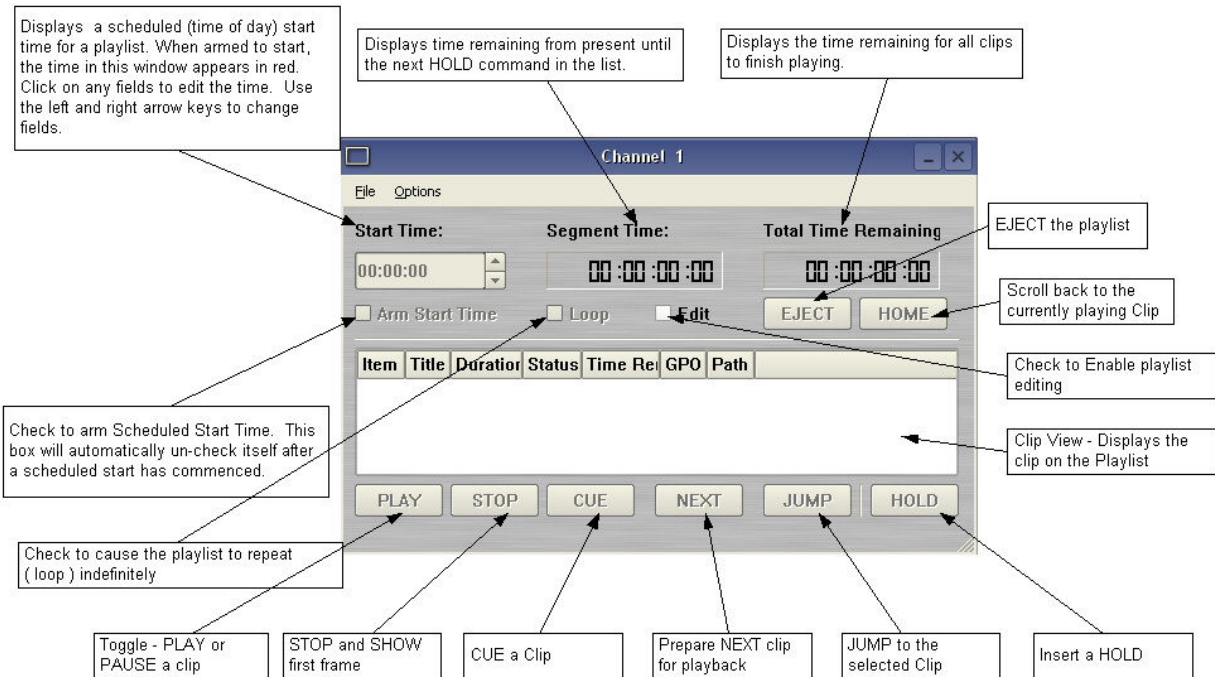 Displays a scheduled (time of day) start
time for a playlist. When armed to start,
the time in this window appears in red.
Click on any fields to edit the time. Use
the left and right arrow keys to change
fields.
Displays time remaining from present until
the next HOLD command in the list.
Displays the time remaining for all clips
to finish playing.
Channel 1
File Options
Start Time: Segment Time: Total Time Remaining
00:00:00 00:00:00:00 00:00:00:00
Arm Start Time Loop Edit EJECT HOME
EJECT the playlist
Scroll back to the
currently playing Clip
Item Title Duration Status Time Rei GPO Path
Check to Enable playlist
editing
Check to arm Scheduled Start Time. This
box will automatically un-check itself after
a scheduled start has commenced.
Clip View - Displays the
clip on the Playlist
PLAY STOP CUE NEXT JUMP HOLD
Check to cause the playlist to repeat
( loop ) indefinitely
Toggle - PLAY or
PAUSE a clip
STOP and SHOW
first frame
CUE a Clip
Prepare NEXT clip
for playback
JUMP to the
selected Clip
Insert a HOLD